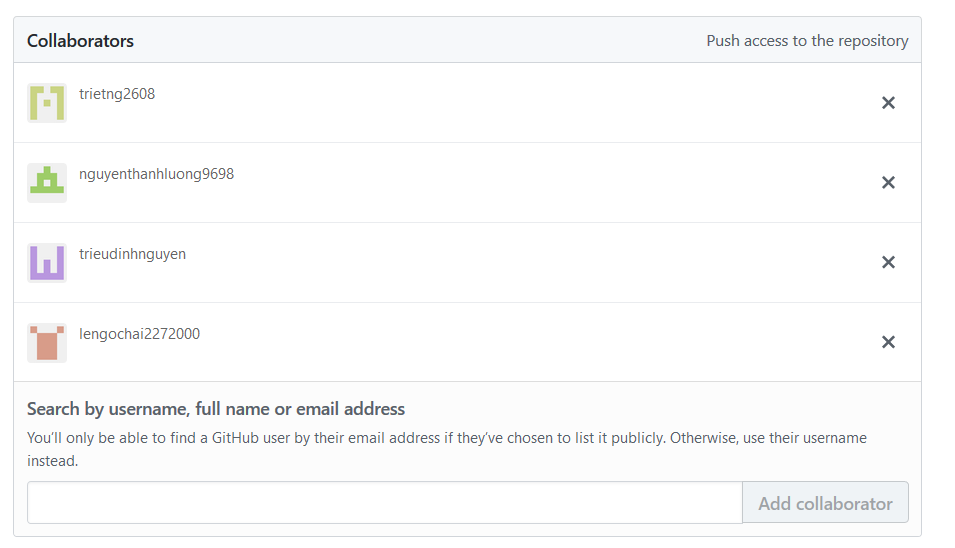 Collaborators
Push access to the repository
trietng2608
nguyenthanhluong9698
trieudinhnguyen
lengochai2272000
Search by username, full name or email address
You’ll only be able to find a GitHub user by their email address if they’ve chosen to list it publicly. Otherwise, use their username
instead.
Add collaborator